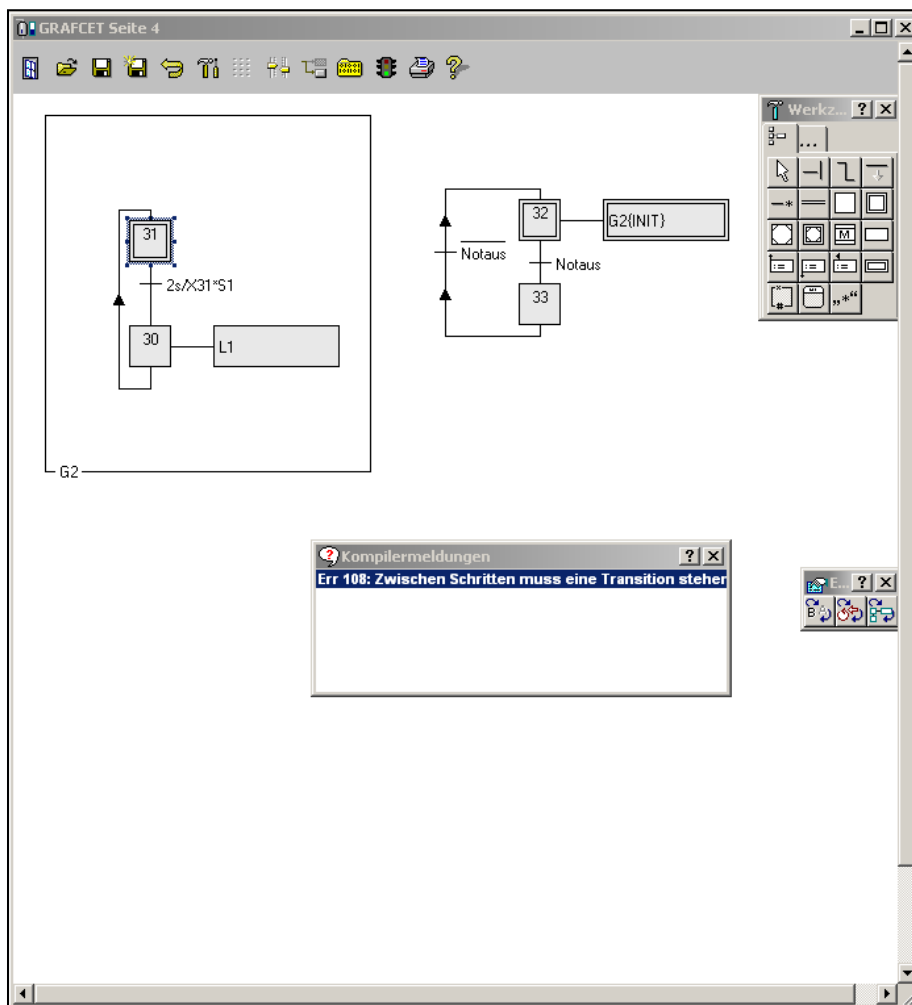 GRAFCET Seite 4
Werkz...
...
31
2s/X31*S1
30
L1
G2
32
G2{INIT}
Notaus
Notaus
33
M
„*“
Kompilermeldungen
Err 108: Zwischen Schritten muss eine Transition stehen
E...
B A